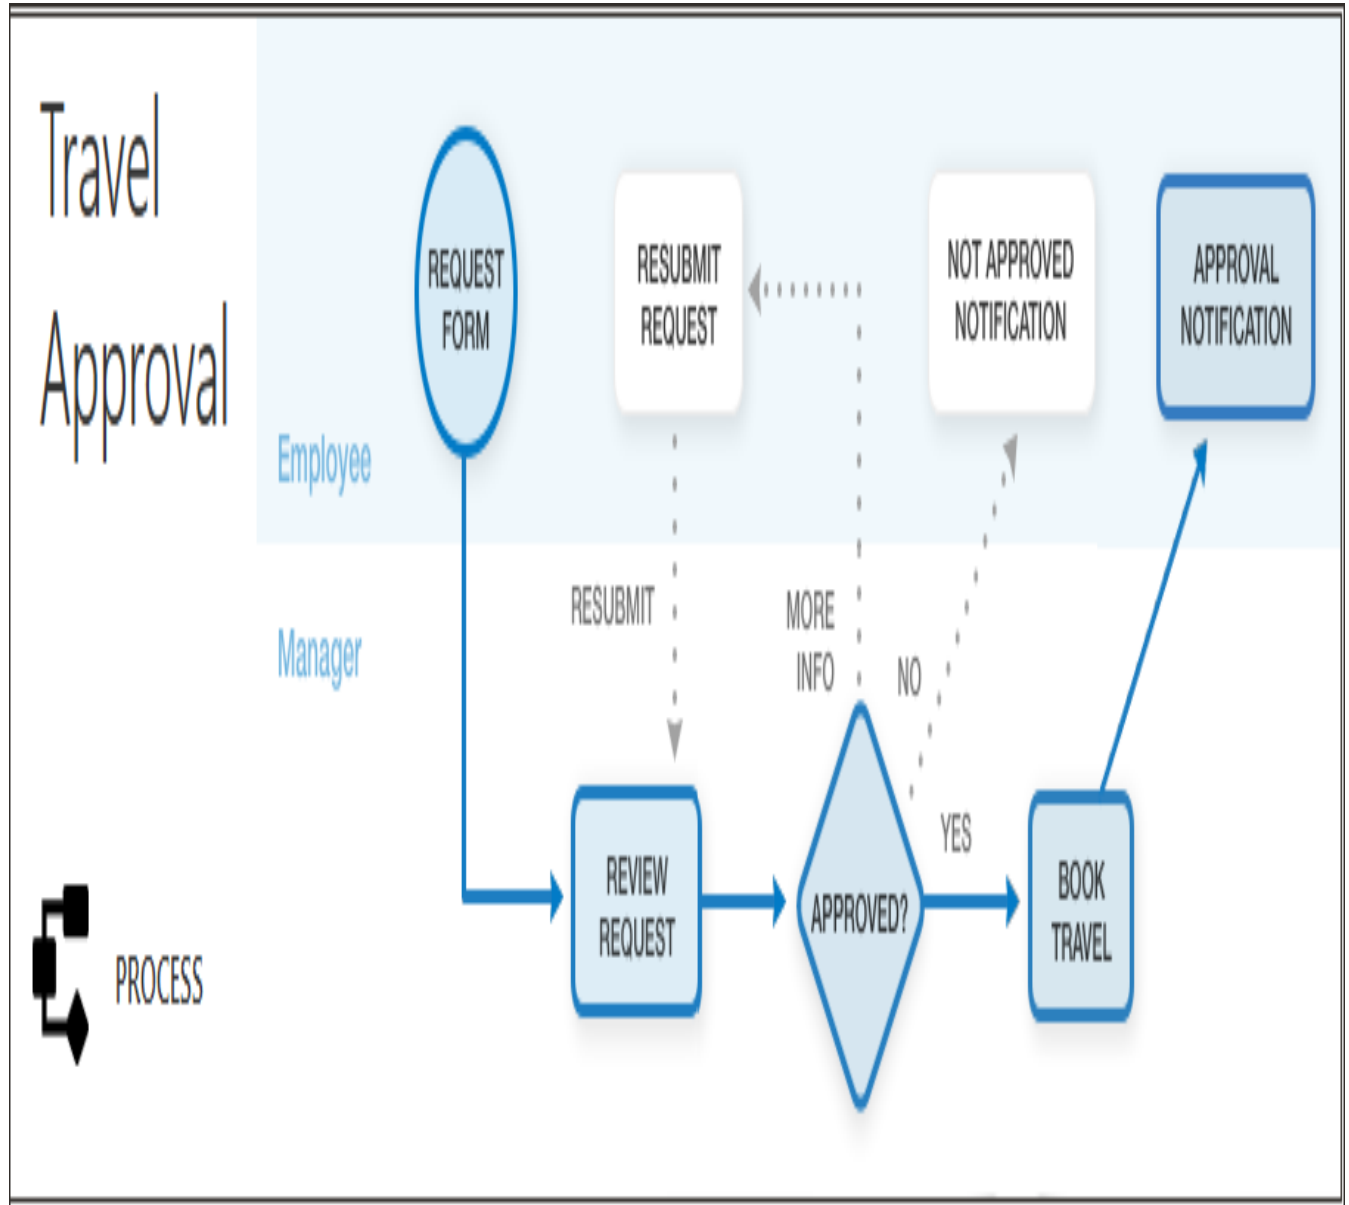 Travel
Approval
REQUEST
FORM
RESUBMIT
REQUEST
NOT APPROVED
NOTIFICATION
APPROVAL
NOTIFICATION
Employee
RESUBMIT
MORE
INFO
NO
Manager
YES
REVIEW
REQUEST
APPROVED?
BOOK
TRAVEL
PROCESS